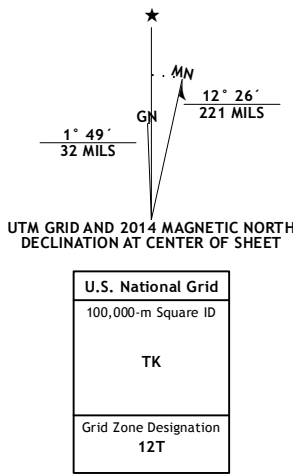 ★
MN
GN
12° 26´
221 MILS
1° 49´
32 MILS
UTM GRID AND 2014 MAGNETIC NORTH
DECLINATION AT CENTER OF SHEET
U.S. National Grid
100,000-m Square ID
TK
Grid Zone Designation
12T